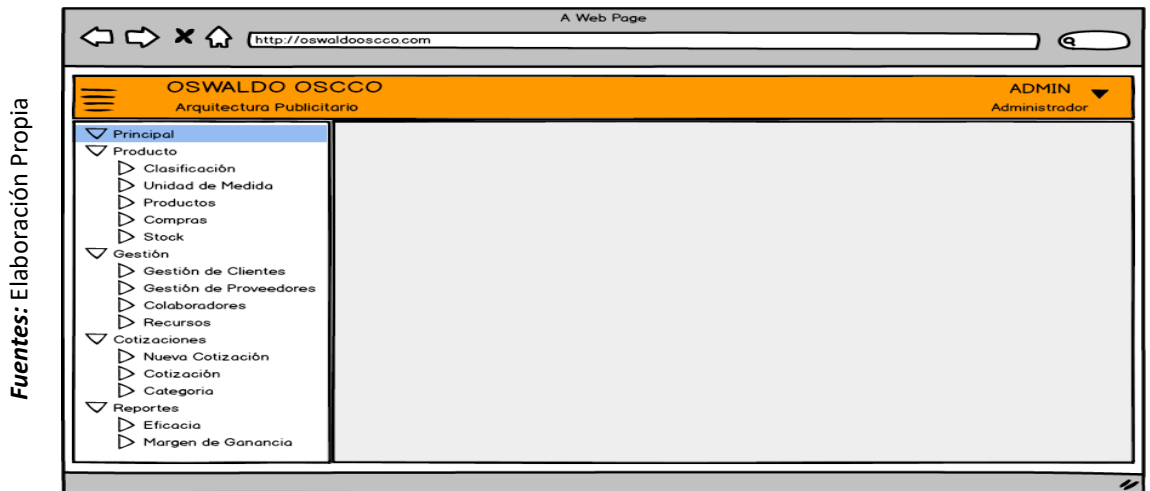 A Web Page
http://oswaldooscco.com
OSWALDO OSCCO
Arquitectura Publicitario
ADMIN
Administrador
Principal
Producto
Clasificación
Unidad de Medida
Productos
Compras
Stock
Gestión
Gestión de Clientes
Gestión de Proveedores
Colaboradores
Recursos
Cotizaciones
Nueva Cotización
Cotización
Categoria
Reportes
Eficacia
Margen de Ganancia
Fuentes: Elaboración Propia